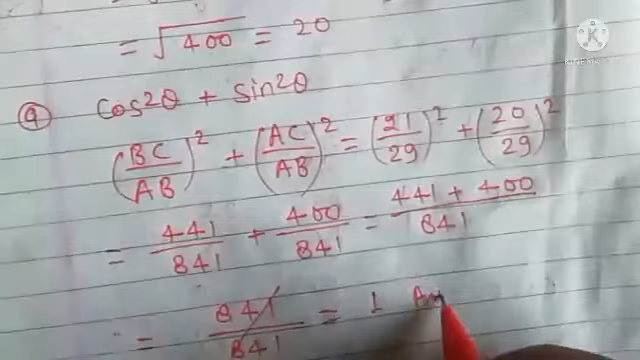 = √400 = 20
(a) cos2θ + sin2θ
(BC/AB)² + (AC/AB)² = (21/29)² + (20/29)²
= 441/841 + 400/841 = 441 + 400/841
= 841/841 = 1